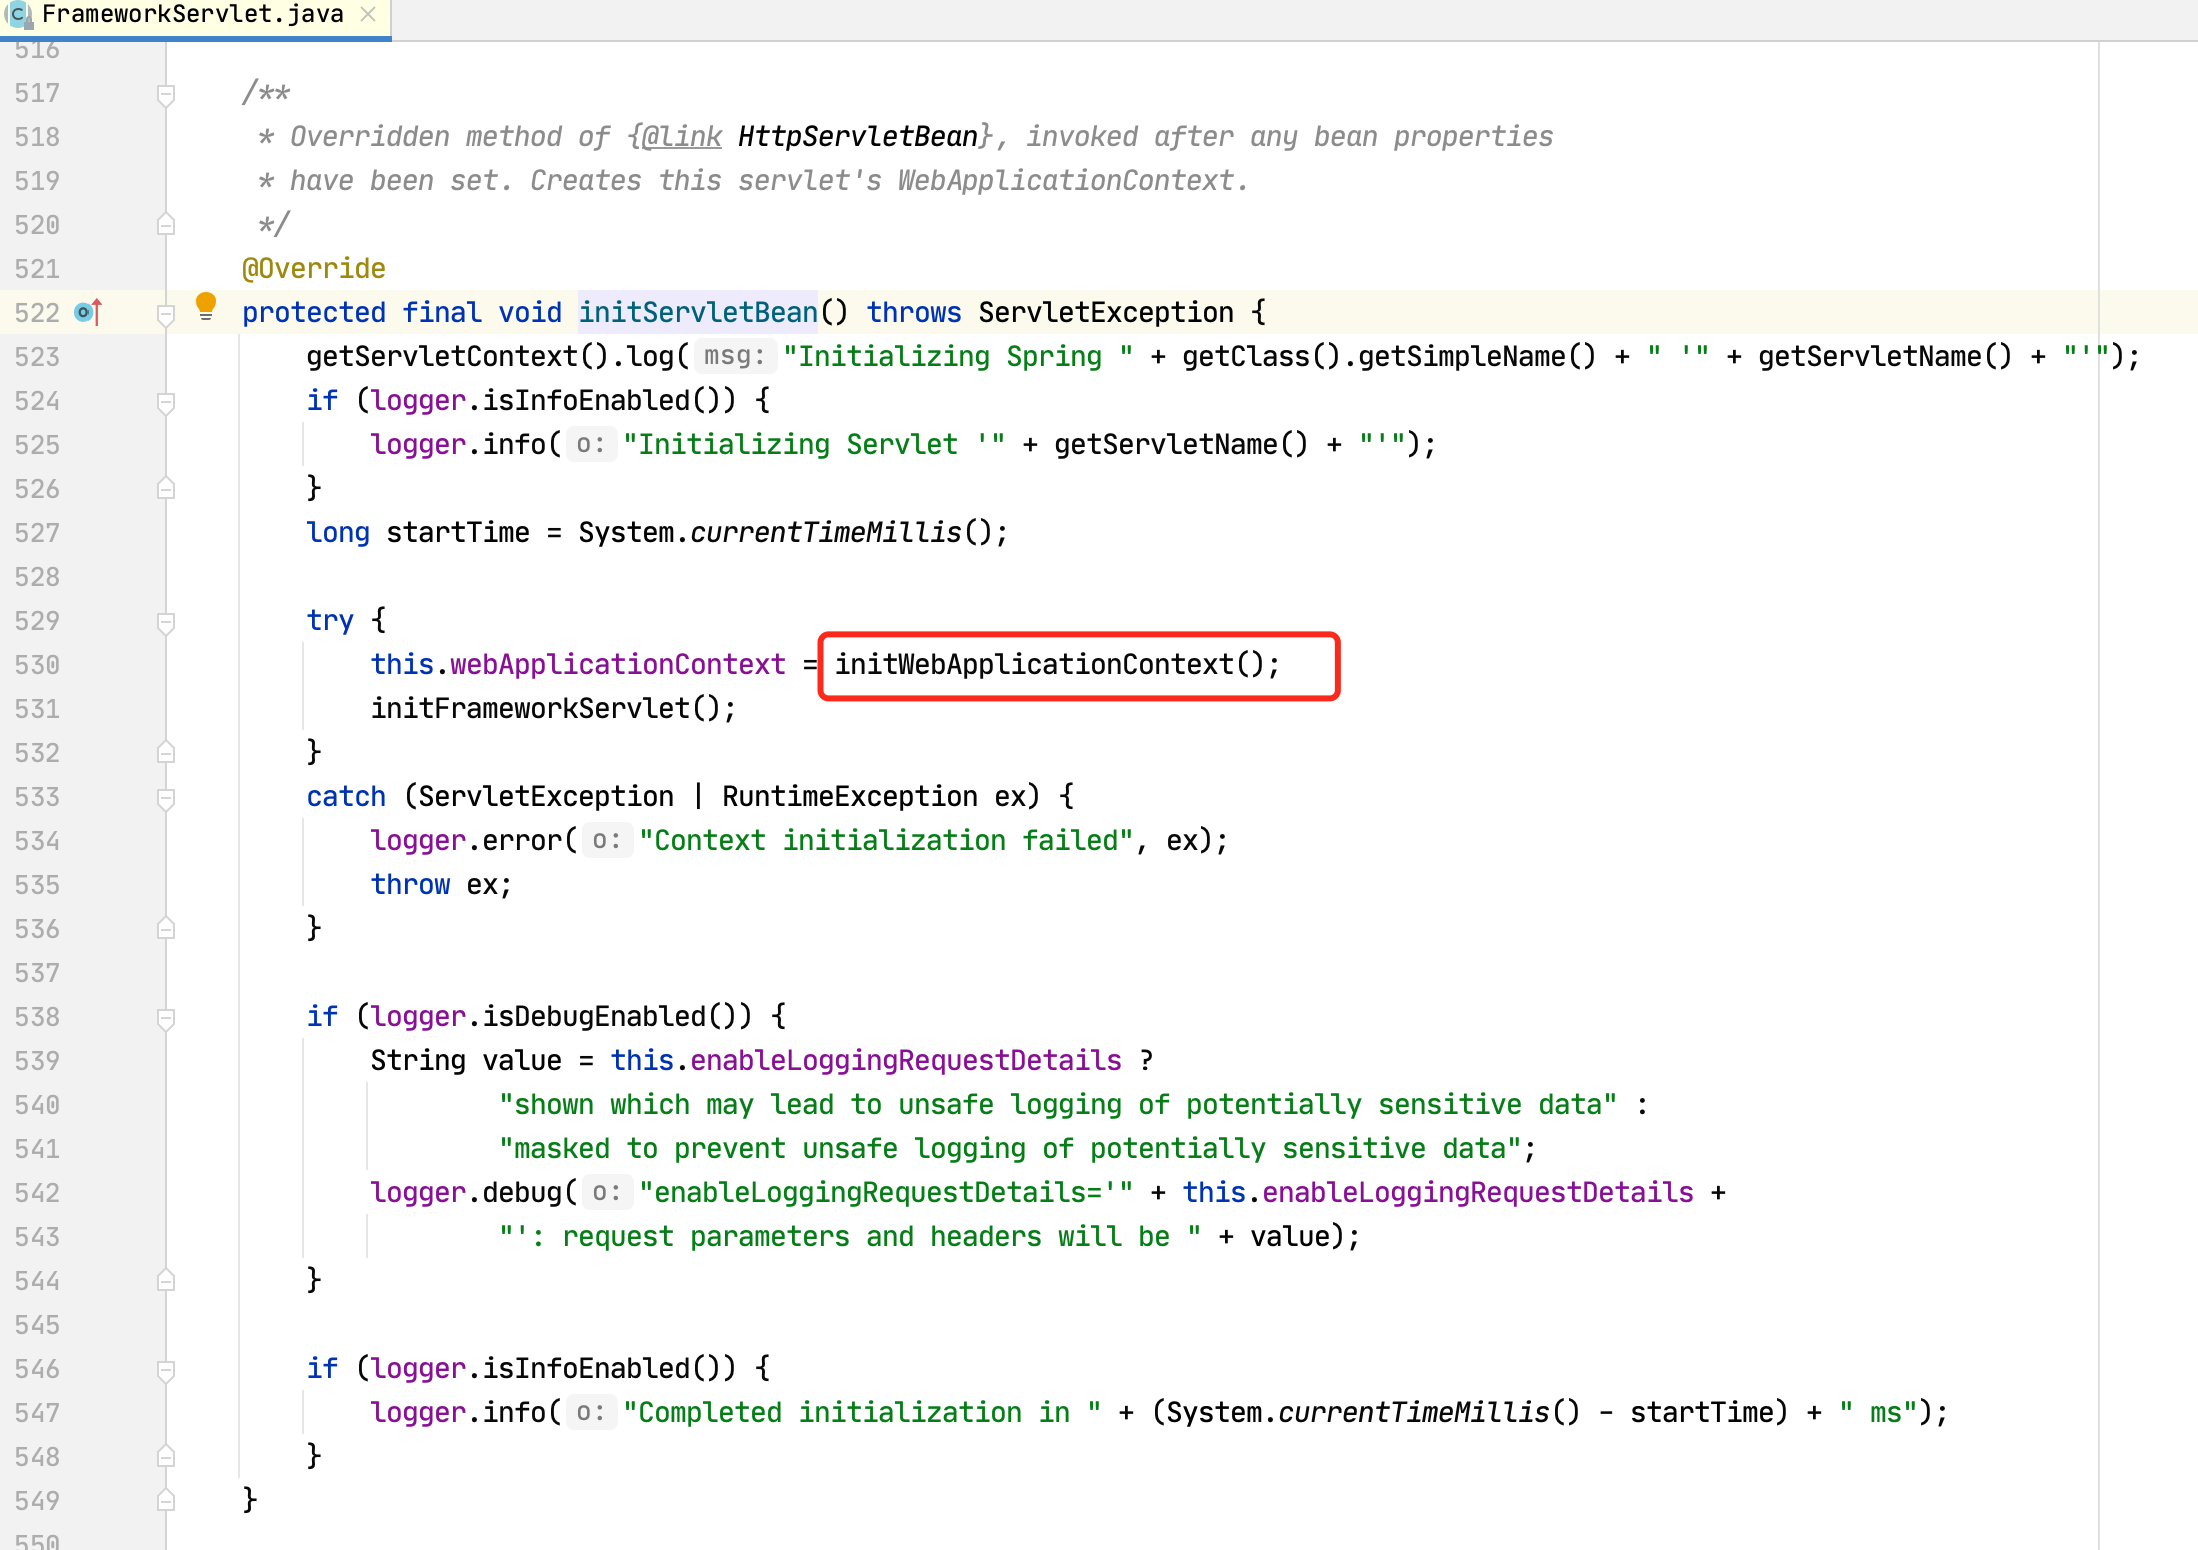 FrameworkServlet.java
516
517 /**
518  * Overridden method of {@link HttpServletBean}, invoked after any bean properties
519  * have been set. Creates this servlet's WebApplicationContext.
520  */
521 @Override
522 protected final void initServletBean() throws ServletException {
523     getServletContext().log( msg: "Initializing Spring " + getClass().getSimpleName() + " '" + getServletName() + "'");
524     if (logger.isInfoEnabled()) {
525         logger.info( o: "Initializing Servlet '" + getServletName() + "'");
526     }
527     long startTime = System.currentTimeMillis();
528
529     try {
530         this.webApplicationContext = initWebApplicationContext();
531         initFrameworkServlet();
532     }
533     catch (ServletException | RuntimeException ex) {
534         logger.error( o: "Context initialization failed", ex);
535         throw ex;
536     }
537
538     if (logger.isDebugEnabled()) {
539         String value = this.enableLoggingRequestDetails ?
540                 "shown which may lead to unsafe logging of potentially sensitive data" :
541                 "masked to prevent unsafe logging of potentially sensitive data";
542         logger.debug( o: "enableLoggingRequestDetails='" + this.enableLoggingRequestDetails +
543                 "': request parameters and headers will be " + value);
544     }
545
546     if (logger.isInfoEnabled()) {
547         logger.info( o: "Completed initialization in " + (System.currentTimeMillis() - startTime) + " ms");
548     }
549 }
550